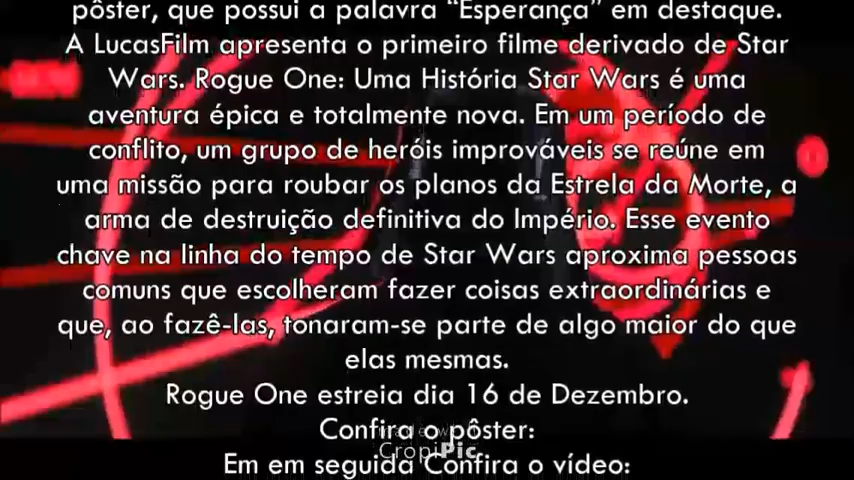 pôster, que possui a palavra “Esperança” em destaque.
A LucasFilm apresenta o primeiro filme derivado de Star
Wars. Rogue One: Uma História Star Wars é uma
aventura épica e totalmente nova. Em um período de
conflito, um grupo de heróis improváveis se reúne em
uma missão para roubar os planos da Estrela da Morte, a
arma de destruição definitiva do Império. Esse evento
chave na linha do tempo de Star Wars aproxima pessoas
comuns que escolheram fazer coisas extraordinárias e
que, ao fazê-las, tonaram-se parte de algo maior do que
elas mesmas.
Rogue One estreia dia 16 de Dezembro.
Confira o pôster:
CropiPic
Em em seguida Confira o vídeo: